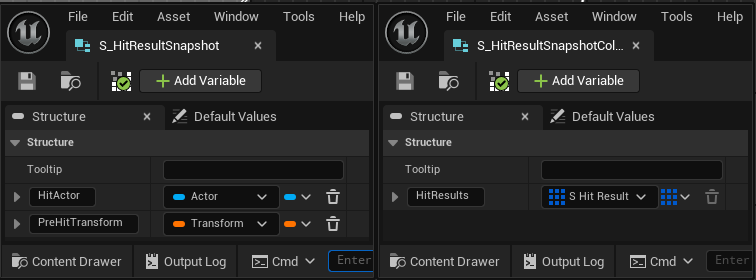 File Edit Asset Window Tools Help
S_HitResultSnapshot
Add Variable
Structure Default Values
Structure
Tooltip
HitActor Actor
PreHitTransform Transform
Content Drawer Output Log Cmd Enter
File Edit Asset Window Tools Help
S_HitResultSnapshotCol...
Add Variable
Structure Default Values
Structure
Tooltip
HitResults S Hit Result
Content Drawer Output Log Cmd Enter